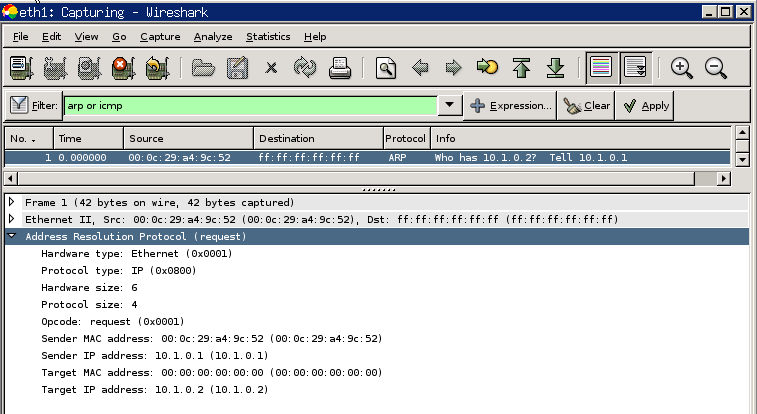 eth1: Capturing - Wireshark
File Edit View Go Capture Analyze Statistics Help
Filter: arp or icmp Expression... Clear Apply
No. . Time Source Destination Protocol Info
1 0.000000 00:0c:29:a4:9c:52 ff:ff:ff:ff:ff:ff ARP Who has 10.1.0.2? Tell 10.1.0.1
Frame 1 (42 bytes on wire, 42 bytes captured)
Ethernet II, Src: 00:0c:29:a4:9c:52 (00:0c:29:a4:9c:52), Dst: ff:ff:ff:ff:ff:ff (ff:ff:ff:ff:ff:ff)
Address Resolution Protocol (request)
Hardware type: Ethernet (0x0001)
Protocol type: IP (0x0800)
Hardware size: 6
Protocol size: 4
Opcode: request (0x0001)
Sender MAC address: 00:0c:29:a4:9c:52 (00:0c:29:a4:9c:52)
Sender IP address: 10.1.0.1 (10.1.0.1)
Target MAC address: 00:00:00:00:00:00 (00:00:00:00:00:00)
Target IP address: 10.1.0.2 (10.1.0.2)